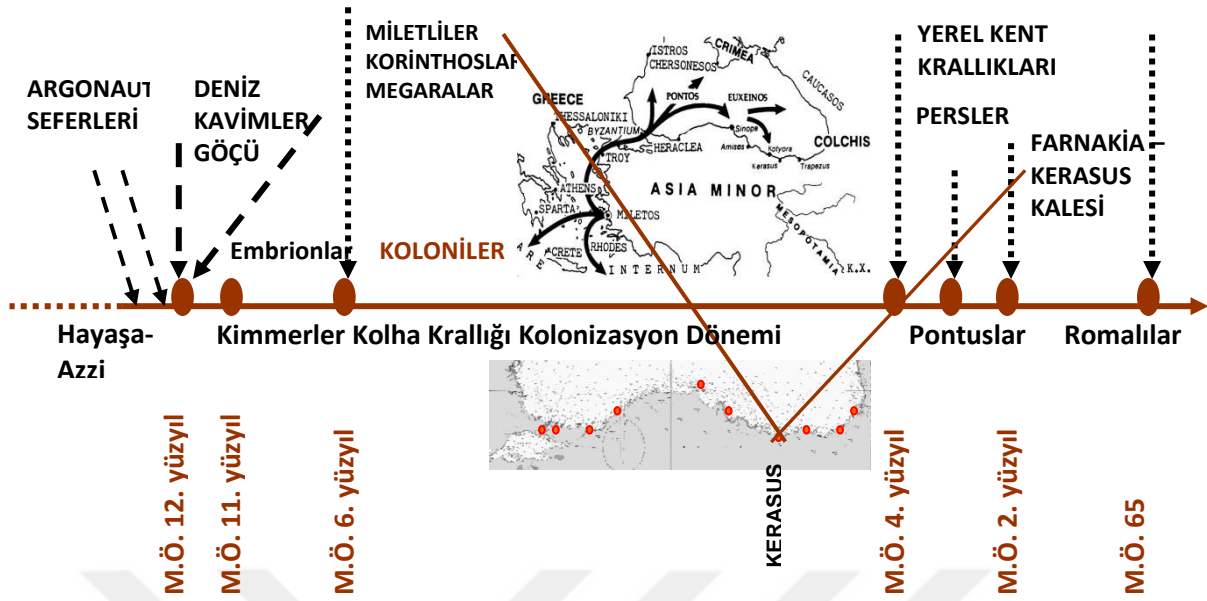 ARGONAUT
SEFERLERİ
DENİZ
KAVİMLER
GÖÇÜ
MİLETLİLER
KORİNTHOSLAR
MEGARALAR
YEREL KENT
KRALLIKLARI
PERSLER
FARNAKİA –
KERASUS
KALESİ
Embrionlar
KOLONİLER
ISTROS
CRIMEA
CHERSONESOS
CAUCASOS
GREECE
PONTOS
EUXEINOS
THESSALONIKI
BYZANTIUM
Sinope
COLCHIS
HERACLEA
Amisos
Kotyora
TROY
Kerasus
Trapezus
ATHENS
ASIA MINOR
SPARTA
MILETOS
MESOPOTAMIA
CRETE
RHODES
ARE
INTERNUM
K.X.
Hayaşa-
Azzi
Kimmerler Kolha Krallığı Kolonizasyon Dönemi
Pontuslar
Romalılar
M.Ö. 12. yüzyıl
M.Ö. 11. yüzyıl
M.Ö. 6. yüzyıl
KERASUS
M.Ö. 4. yüzyıl
M.Ö. 2. yüzyıl
M.Ö. 65